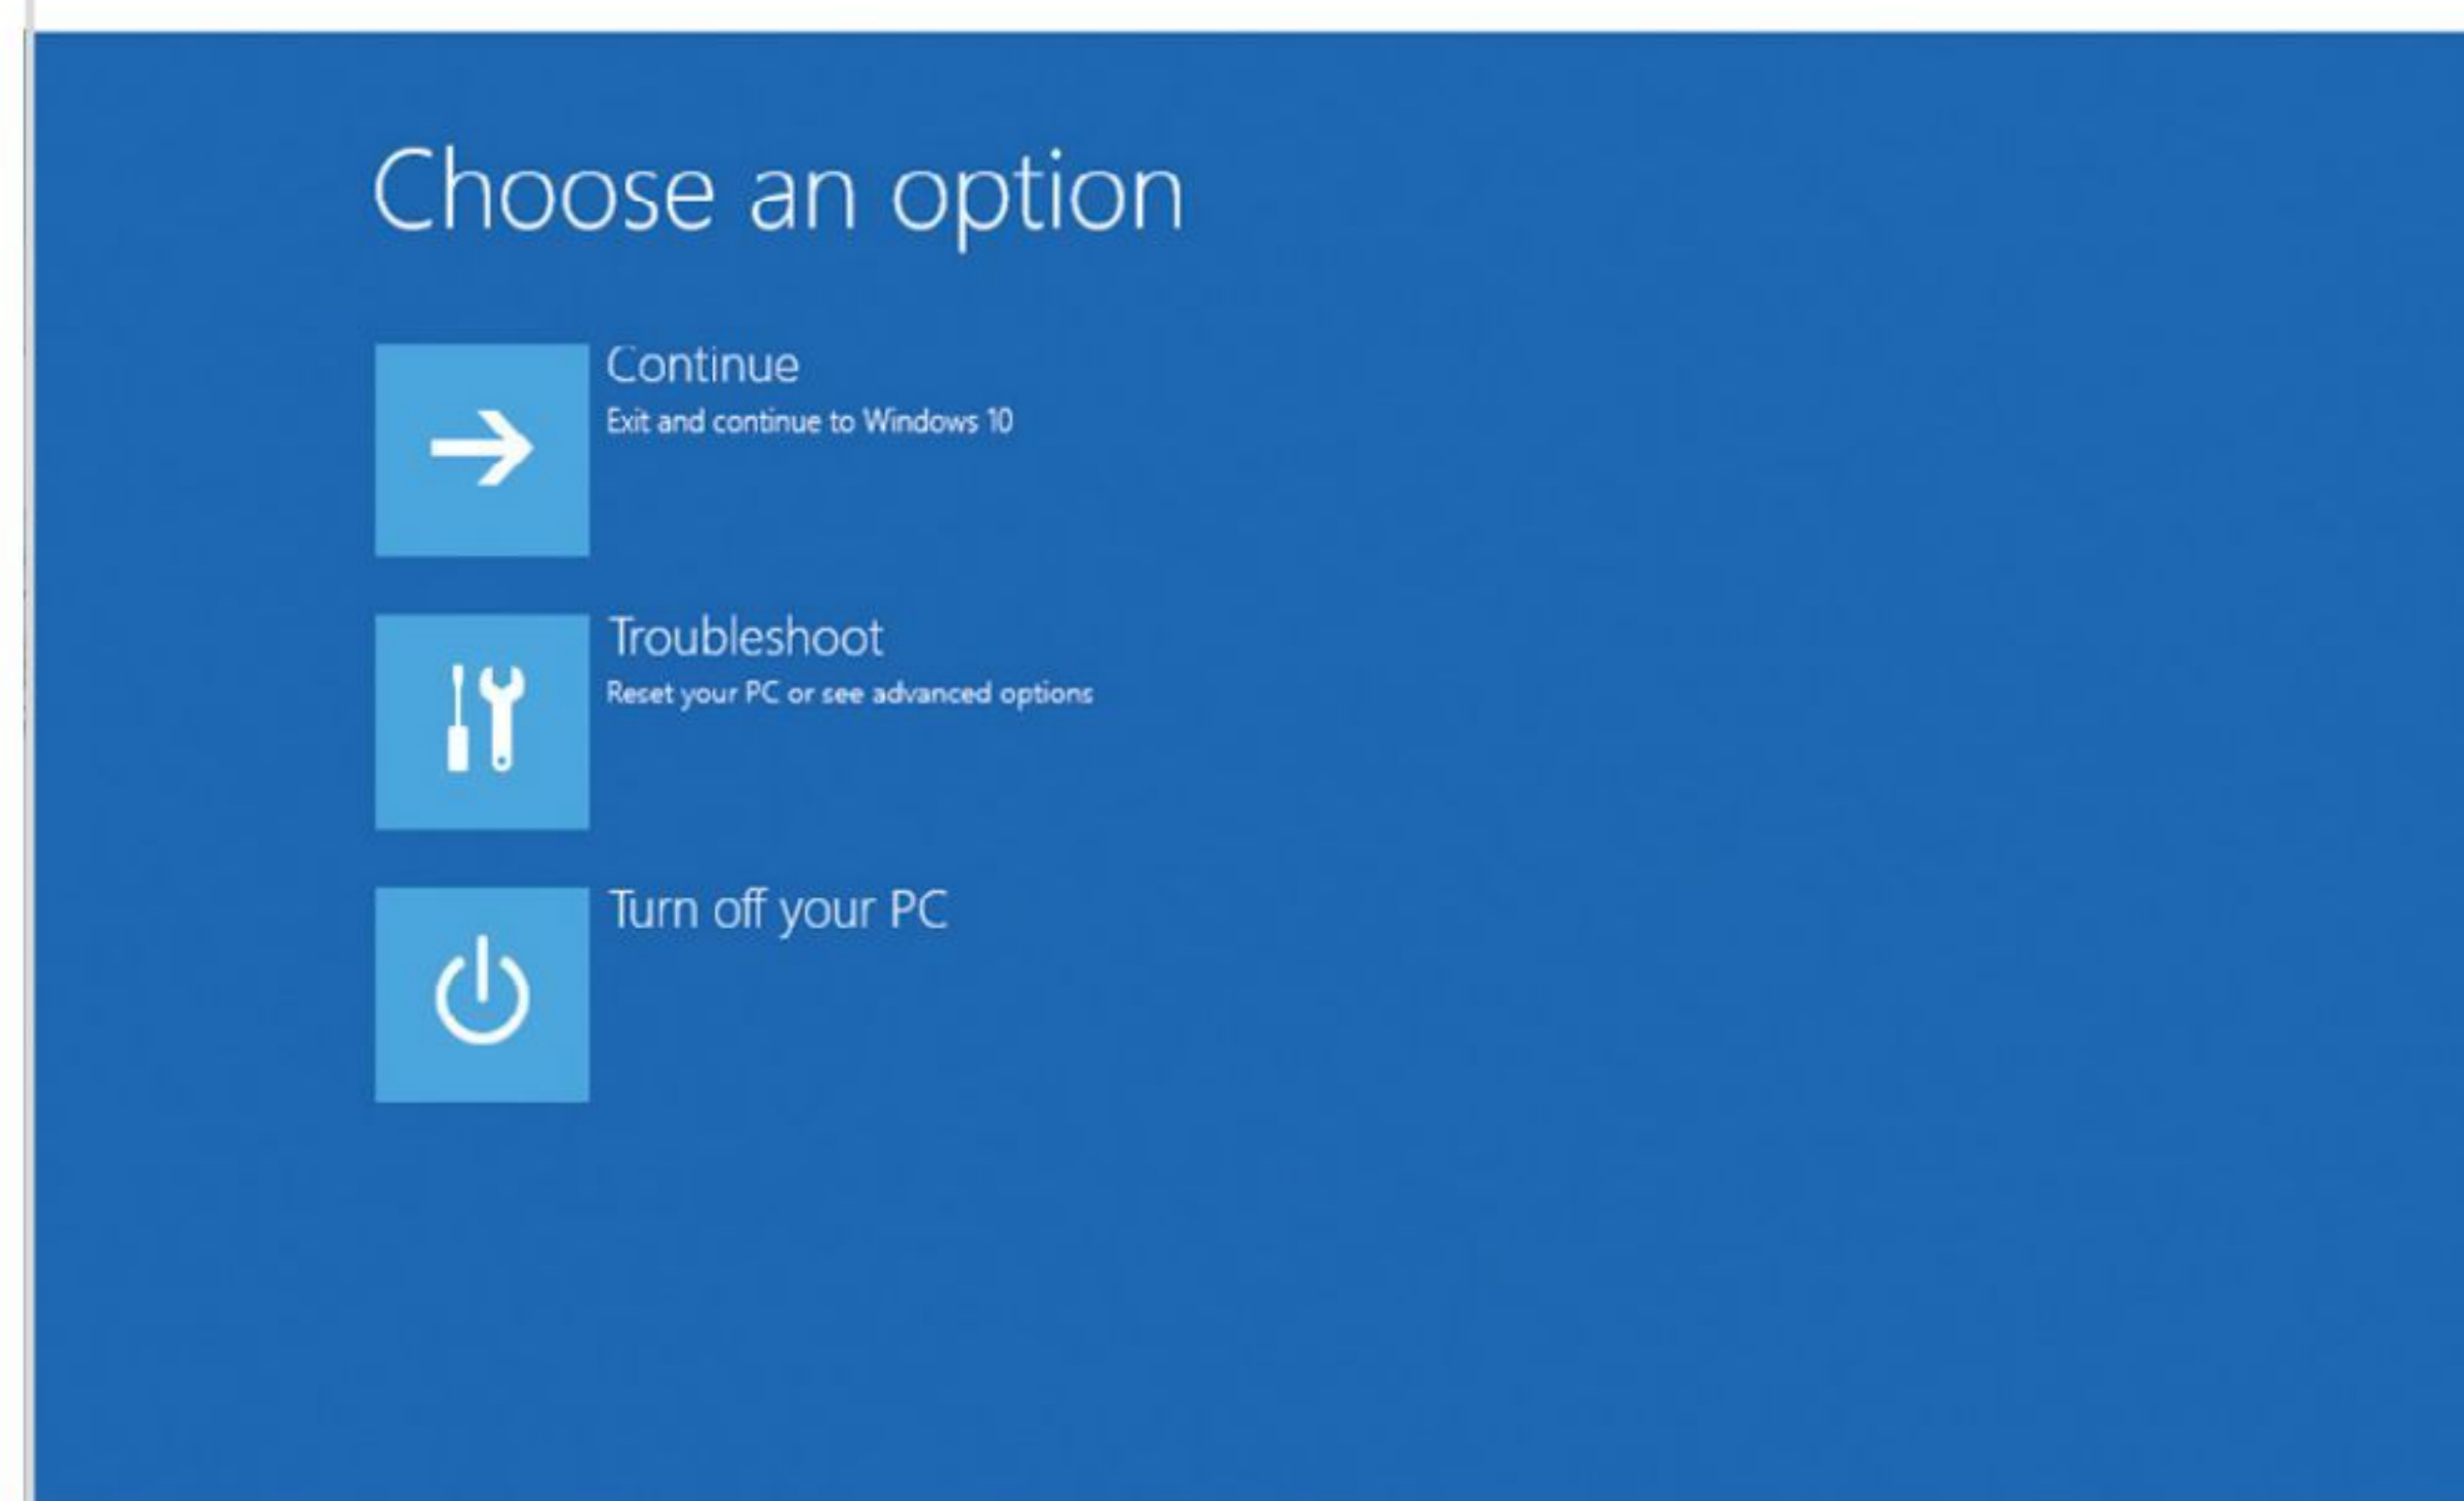 Choose an option
Continue
Exit and continue to Windows 10
Troubleshoot
Reset your PC or see advanced options
Turn off your PC